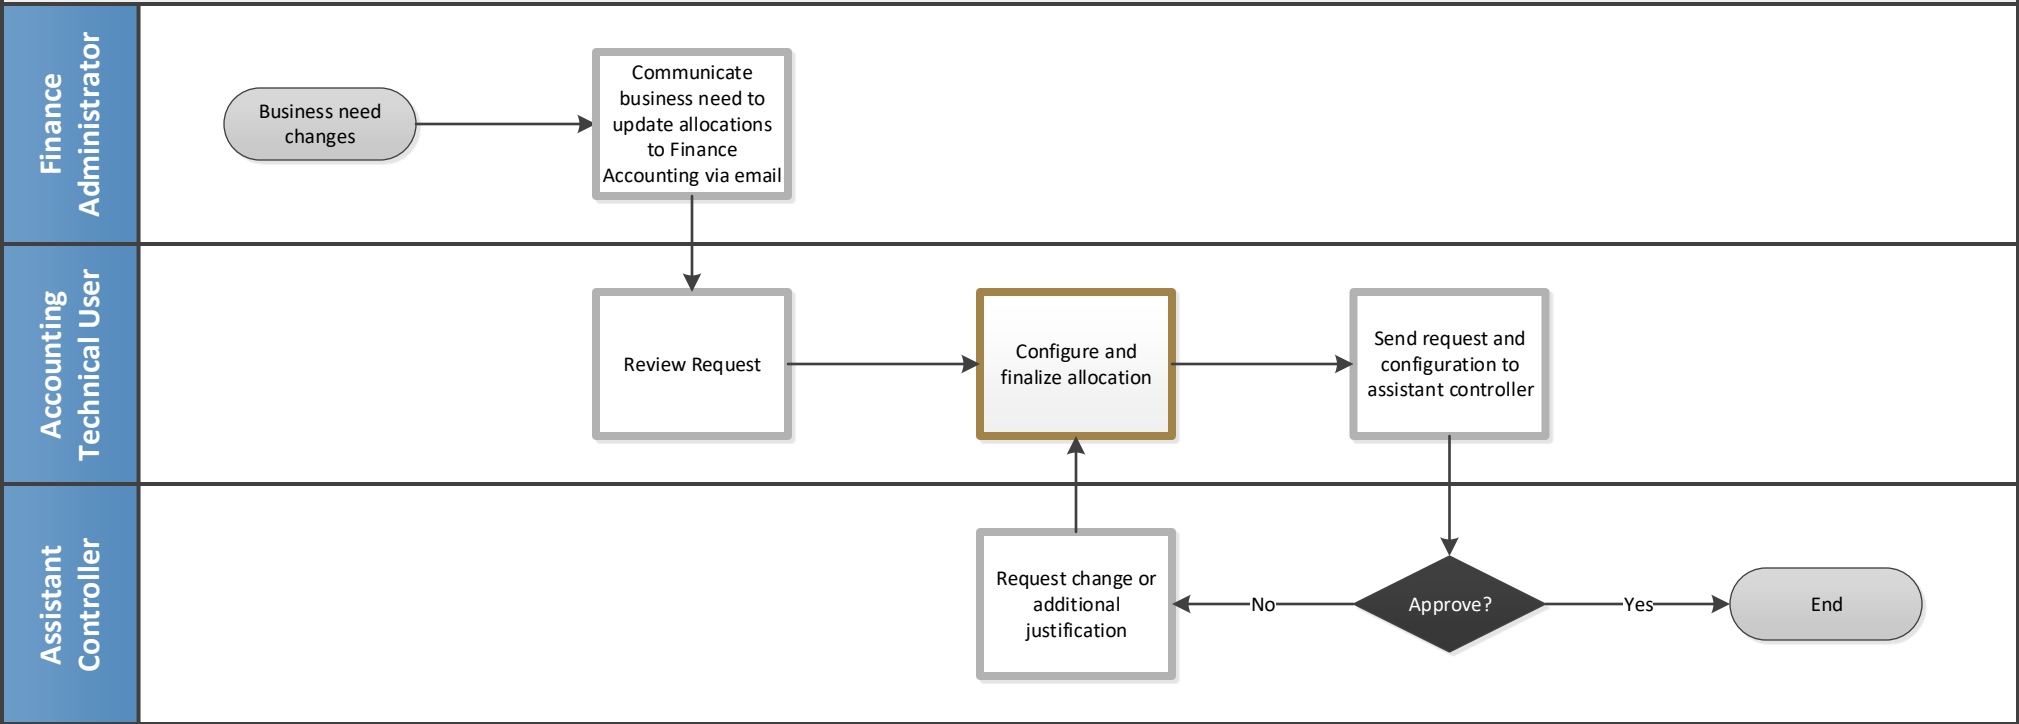 Finance
Administrator
Business need
changes
Communicate
business need to
update allocations
to Finance
Accounting via email
Accounting
Technical User
Review Request
Configure and
finalize allocation
Send request and
configuration to
assistant controller
Assistant
Controller
Request change or
additional
justification
No
Approve?
Yes
End